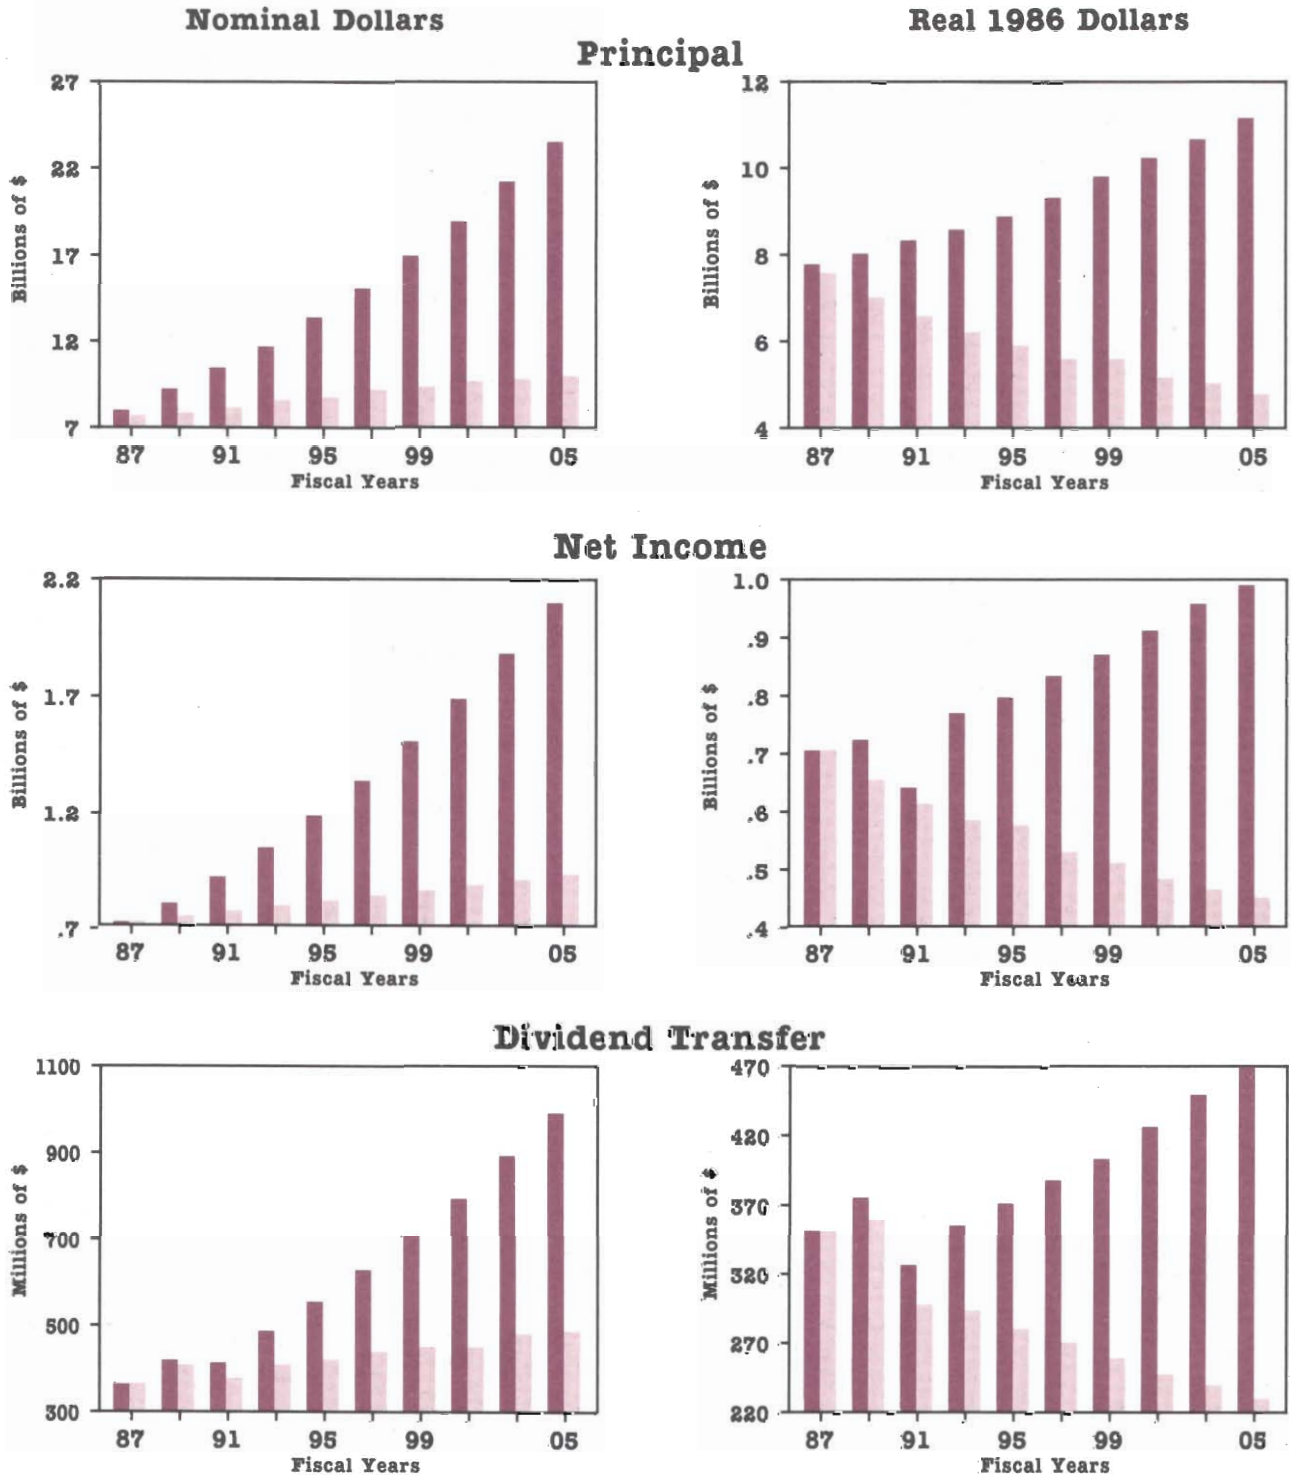 Nominal Dollars
Real 1986 Dollars
Principal
27
22
17
12
7
Billions of $
87 91 95 99 05
Fiscal Years
12
10
8
6
4
Billions of $
87 91 95 99 05
Fiscal Years
Net Income
2.2
1.7
1.2
.7
Billions of $
87 91 95 99 05
Fiscal Years
1.0
.9
.8
.7
.6
.5
.4
Billions of $
87 91 95 99 05
Fiscal Years
Dividend Transfer
1100
900
700
500
300
Millions of $
87 91 95 99 05
Fiscal Years
470
420
370
320
270
220
Millions of $
87 91 95 99 05
Fiscal Years